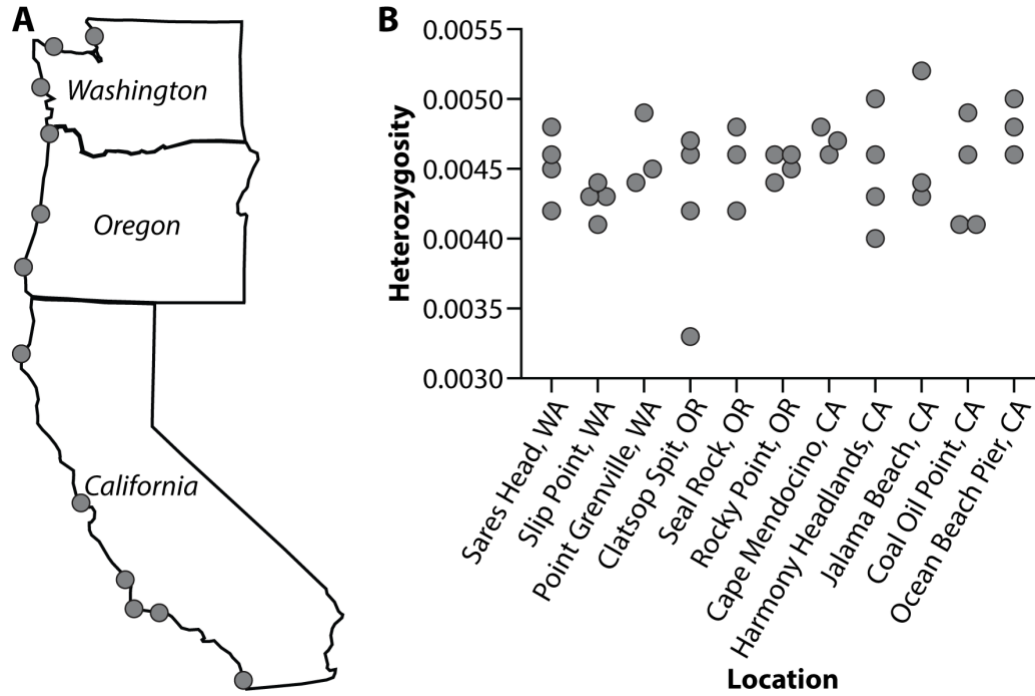 A
Washington
Oregon
California
B
Heterozygosity
0.0055
0.0050
0.0045
0.0040
0.0035
0.0030
Sares Head, WA
Slip Point, WA
Point Grenville, WA
Clatsop Spit, OR
Seal Rock, OR
Rocky Point, OR
Cape Mendocino, CA
Harmony Headlands, CA
Jalama Beach, CA
Coal Oil Point, CA
Ocean Beach Pier, CA
Location